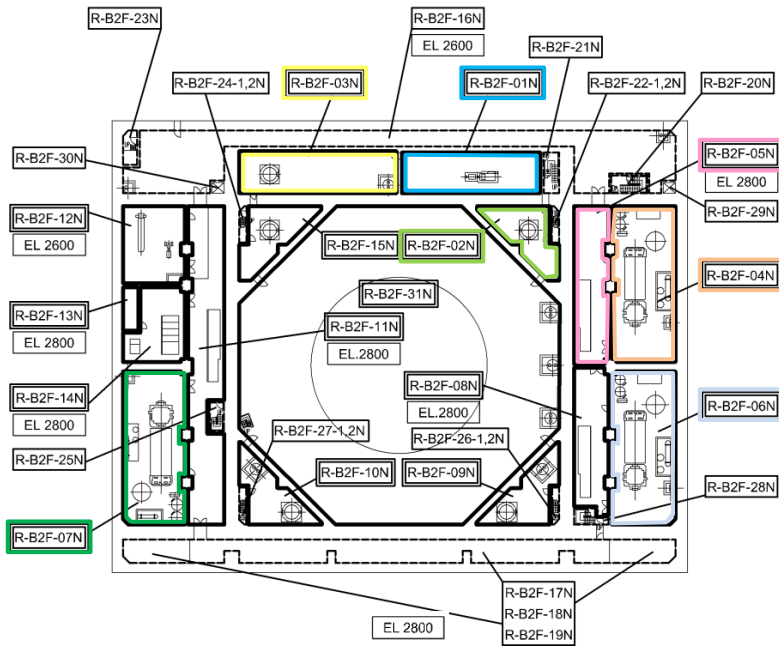 R-B2F-23N
R-B2F-16N
EL 2600
R-B2F-21N
R-B2F-24-1,2N
R-B2F-03N
R-B2F-01N
R-B2F-22-1,2N
R-B2F-20N
R-B2F-30N
R-B2F-05N
EL 2800
R-B2F-12N
EL 2600
R-B2F-29N
R-B2F-15N
R-B2F-02N
R-B2F-04N
R-B2F-31N
R-B2F-13N
EL 2800
R-B2F-11N
EL.2800
R-B2F-08N
EL.2800
R-B2F-14N
EL 2800
R-B2F-06N
R-B2F-27-1,2N
R-B2F-26-1,2N
R-B2F-25N
R-B2F-10N
R-B2F-09N
R-B2F-28N
R-B2F-07N
R-B2F-17N
R-B2F-18N
R-B2F-19N
EL 2800